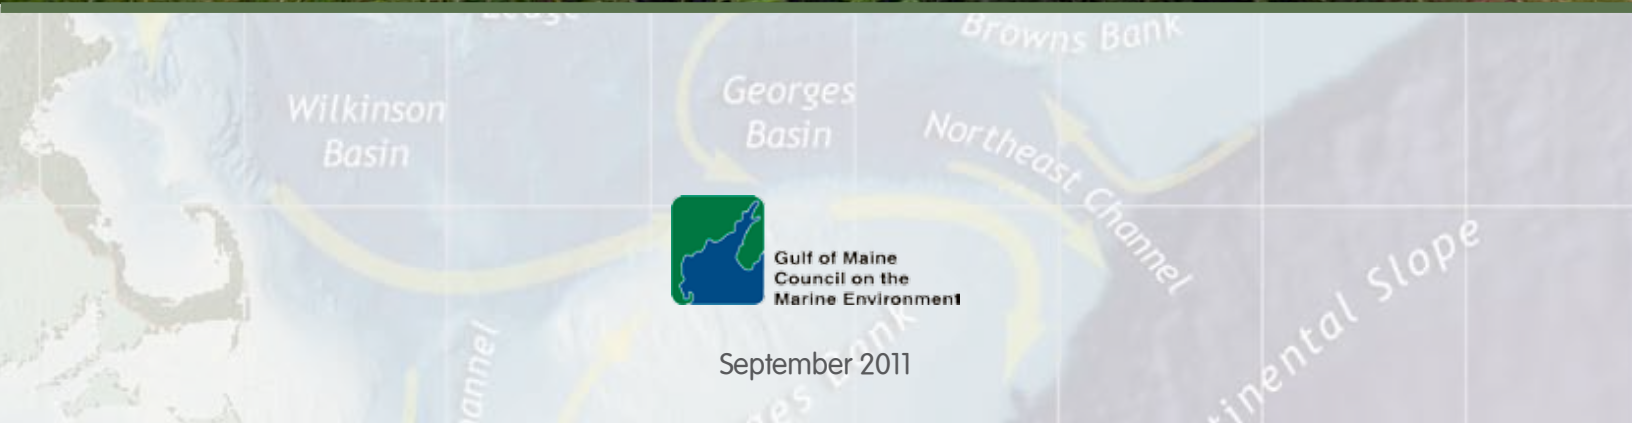 Browns Bank
Georges
Basin
Wilkinson
Basin
Northeast Channel
Gulf of Maine
Council on the
Marine Environment
September 2011